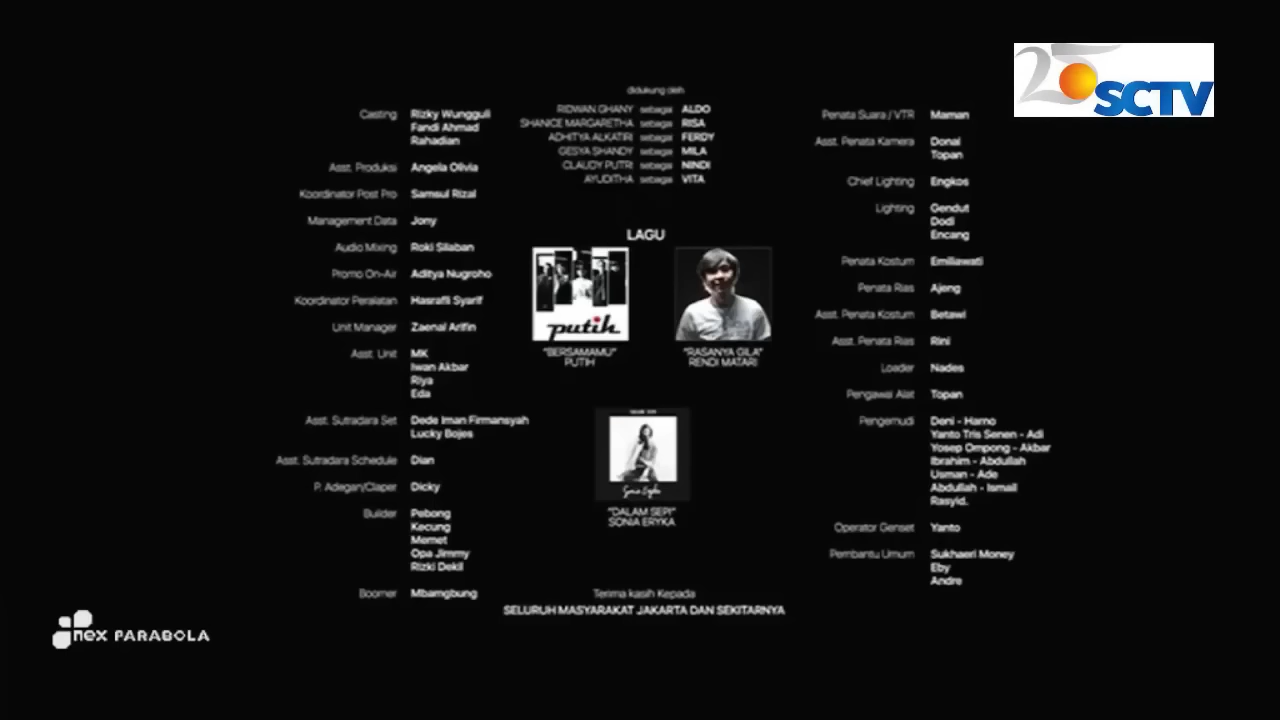 25 SCTV
Casting Rizky Wungguli
Fandi Ahmad
Rahadian
Asst. Produksi Angela Olivia
Koordinator Post Pro Samsul Rizal
Management Data Jony
Audio Mixing Roki Silaban
Promo On-Air Aditya Nugroho
Koordinator Peralatan Hasrafli Syarif
Unit Manager Zaenal Arifin
Asst. Unit MK
Iwan Akbar
Riya
Eda
Asst. Sutradara Set Dede Iman Firmansyah
Lucky Bojes
Asst. Sutradara Schedule Dian
P. Adegan/Claper Dicky
Builder Pebong
Kecung
Memet
Opa Jimmy
Rizki Dekil
Boomer Mbamgbung
didukung oleh
RIDWAN GHANY sebagai ALDO
SHANICE MARGARETHA sebagai RISA
ADHITYA ALKATIRI sebagai FERDY
GESYA SHANDY sebagai MILA
CLAUDY PUTRI sebagai NINDI
AYUDITHA sebagai VITA
LAGU
putih
"BERSAMAMU"
PUTIH
"RASANYA GILA"
RENDI MATARI
Sonia Eryka
"DALAM SEPI"
SONIA ERYKA
Terima kasih Kepada
SELURUH MASYARAKAT JAKARTA DAN SEKITARNYA
Penata Suara / VTR Maman
Asst. Penata Kamera Donal
Topan
Chief Lighting Engkos
Lighting Gendut
Dodi
Encang
Penata Kostum Emiliawati
Penata Rias Ajeng
Asst. Penata Kostum Betawi
Asst. Penata Rias Rini
Loader Nades
Pengawal Alat Topan
Pengemudi Deni - Harno
Yanto Tris Senen - Adi
Yosep Ompong - Akbar
Ibrahim - Abdullah
Usman - Ade
Abdullah - Ismail
Rasyid.
Operator Genset Yanto
Pembantu Umum Sukhaeri Money
Eby
Andre
nex PARABOLA